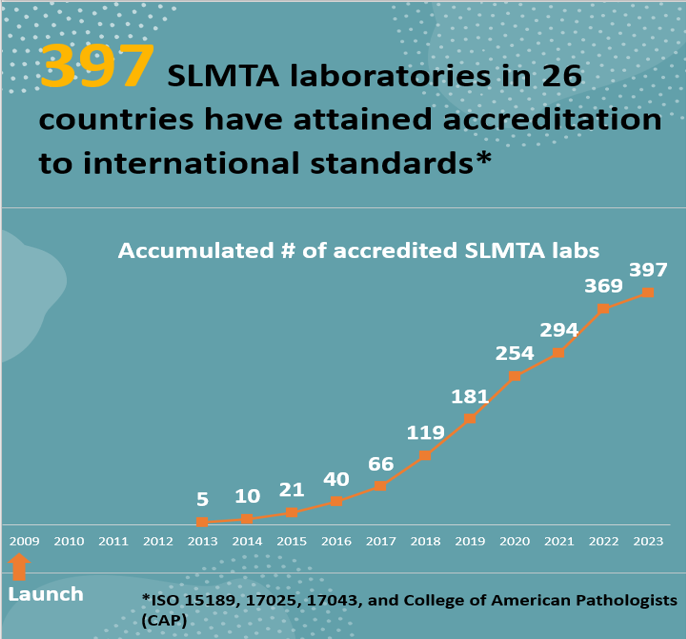 397 SLMTA laboratories in 26
countries have attained accreditation
to international standards*
Accumulated # of accredited SLMTA labs
5 10 21 40 66 119 181 254 294 369 397
2009 2010 2011 2012 2013 2014 2015 2016 2017 2018 2019 2020 2021 2022 2023
Launch
*ISO 15189, 17025, 17043, and College of American Pathologists
(CAP)